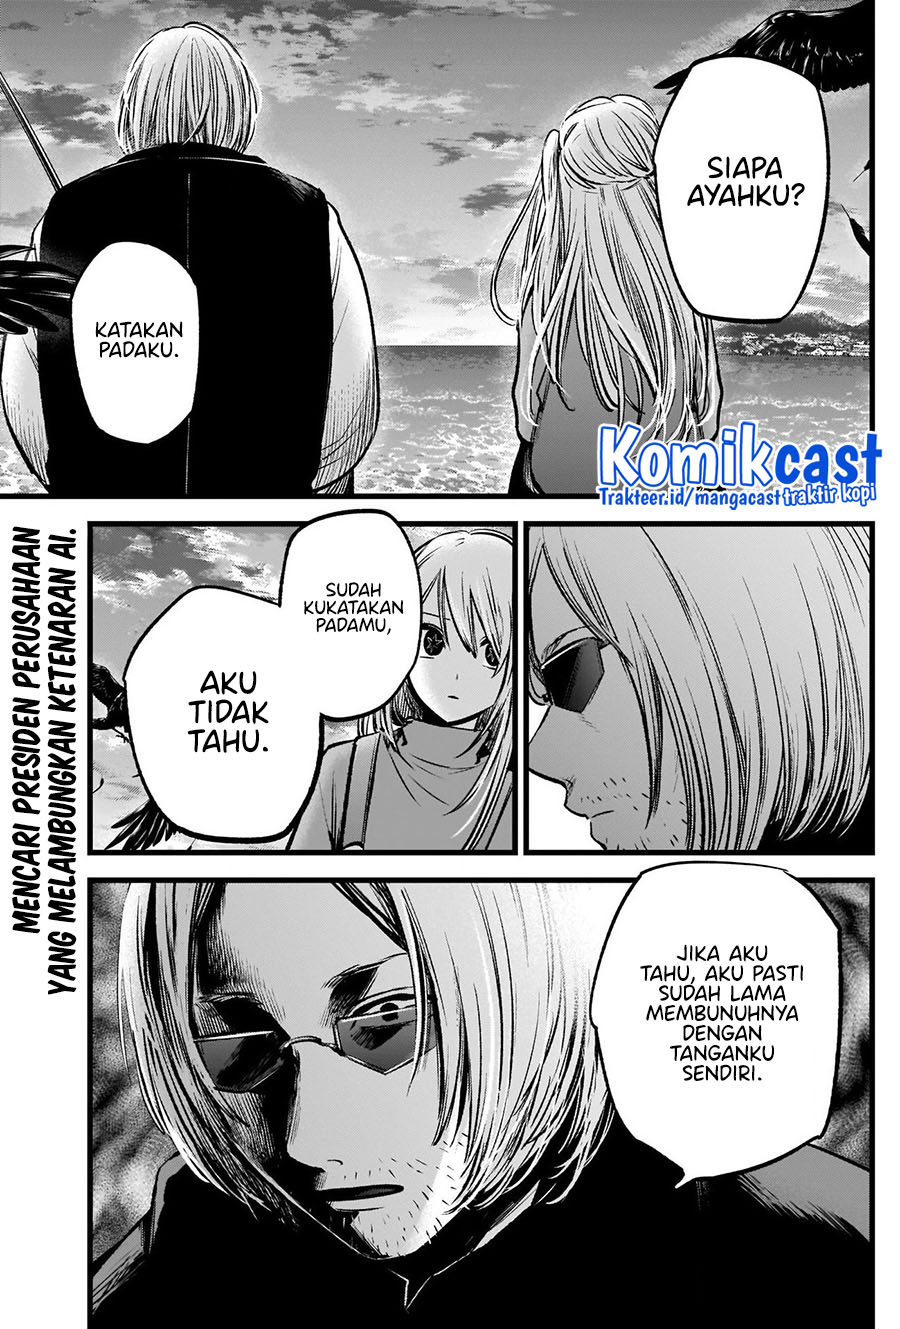 SIAPA
AYAHKU?
KATAKAN
PADAKU.
Komikcast
Trakteer.id/mangacast traktir kopi
MENCARI PRESIDEN PERUSAHAAN
YANG MELAMBUNGKAN KETENARAN AI.
SUDAH
KUKATAKAN
PADAMU,
AKU
TIDAK
TAHU.
JIKA AKU
TAHU, AKU PASTI
SUDAH LAMA
MEMBUNUHNYA
DENGAN
TANGANKU
SENDIRI.